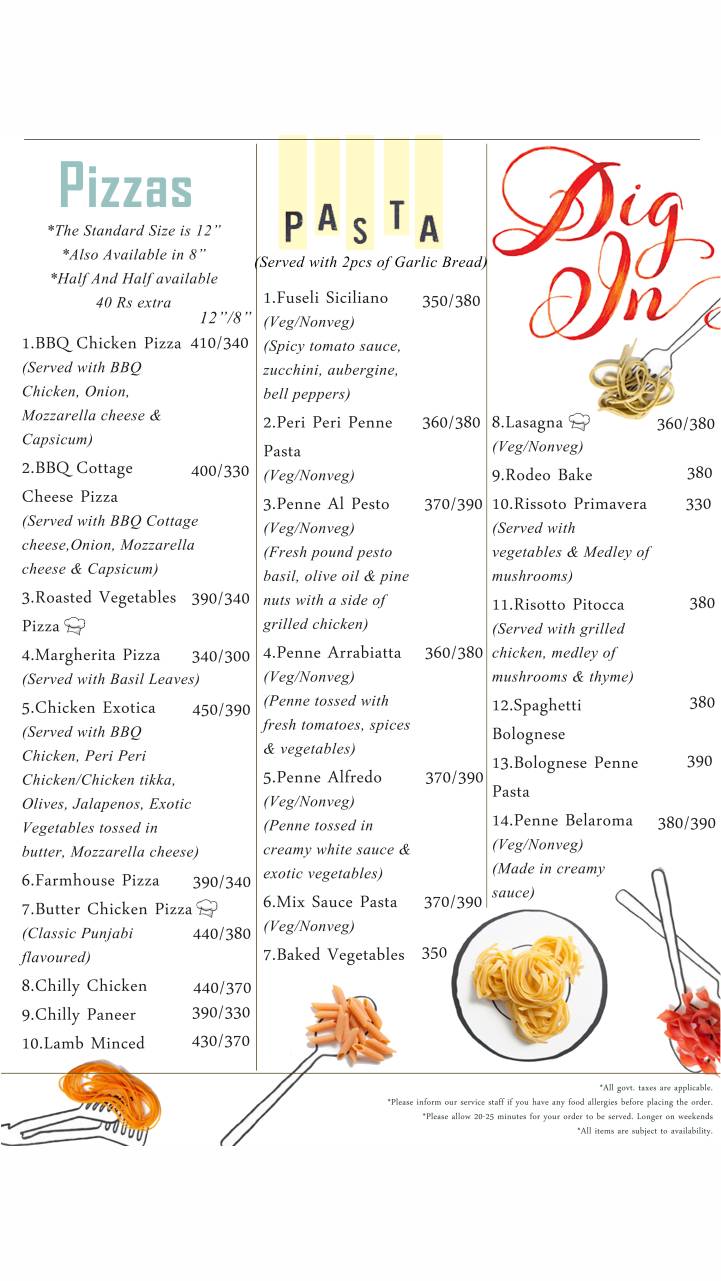 Pizzas
*The Standard Size is 12”
*Also Available in 8”
*Half And Half available
40 Rs extra
12”/8”
1.BBQ Chicken Pizza 410/340
(Served with BBQ
Chicken, Onion,
Mozzarella cheese &
Capsicum)
2.BBQ Cottage 400/330
Cheese Pizza
(Served with BBQ Cottage
cheese,Onion, Mozzarella
cheese & Capsicum)
3.Roasted Vegetables 390/340
Pizza
4.Margherita Pizza 340/300
(Served with Basil Leaves)
5.Chicken Exotica 450/390
(Served with BBQ
Chicken, Peri Peri
Chicken/Chicken tikka,
Olives, Jalapenos, Exotic
Vegetables tossed in
butter, Mozzarella cheese)
6.Farmhouse Pizza 390/340
7.Butter Chicken Pizza
(Classic Punjabi 440/380
flavoured)
8.Chilly Chicken 440/370
9.Chilly Paneer 390/330
10.Lamb Minced 430/370
PASTA
(Served with 2pcs of Garlic Bread)
1.Fuseli Siciliano 350/380
(Veg/Nonveg)
(Spicy tomato sauce,
zucchini, aubergine,
bell peppers)
2.Peri Peri Penne 360/380
Pasta
(Veg/Nonveg)
3.Penne Al Pesto 370/390
(Veg/Nonveg)
(Fresh pound pesto
basil, olive oil & pine
nuts with a side of
grilled chicken)
4.Penne Arrabiatta 360/380
(Veg/Nonveg)
(Penne tossed with
fresh tomatoes, spices
& vegetables)
5.Penne Alfredo 370/390
(Veg/Nonveg)
(Penne tossed in
creamy white sauce &
exotic vegetables)
6.Mix Sauce Pasta 370/390
(Veg/Nonveg)
7.Baked Vegetables 350
Dig
In
8.Lasagna 360/380
(Veg/Nonveg)
9.Rodeo Bake 380
10.Rissoto Primavera 330
(Served with
vegetables & Medley of
mushrooms)
11.Risotto Pitocca 380
(Served with grilled
chicken, medley of
mushrooms & thyme)
12.Spaghetti 380
Bolognese
13.Bolognese Penne 390
Pasta
14.Penne Belaroma 380/390
(Veg/Nonveg)
(Made in creamy
sauce)
*All govt. taxes are applicable.
*Please inform our service staff if you have any food allergies before placing the order.
*Please allow 20-25 minutes for your order to be served. Longer on weekends
*All items are subject to availability.